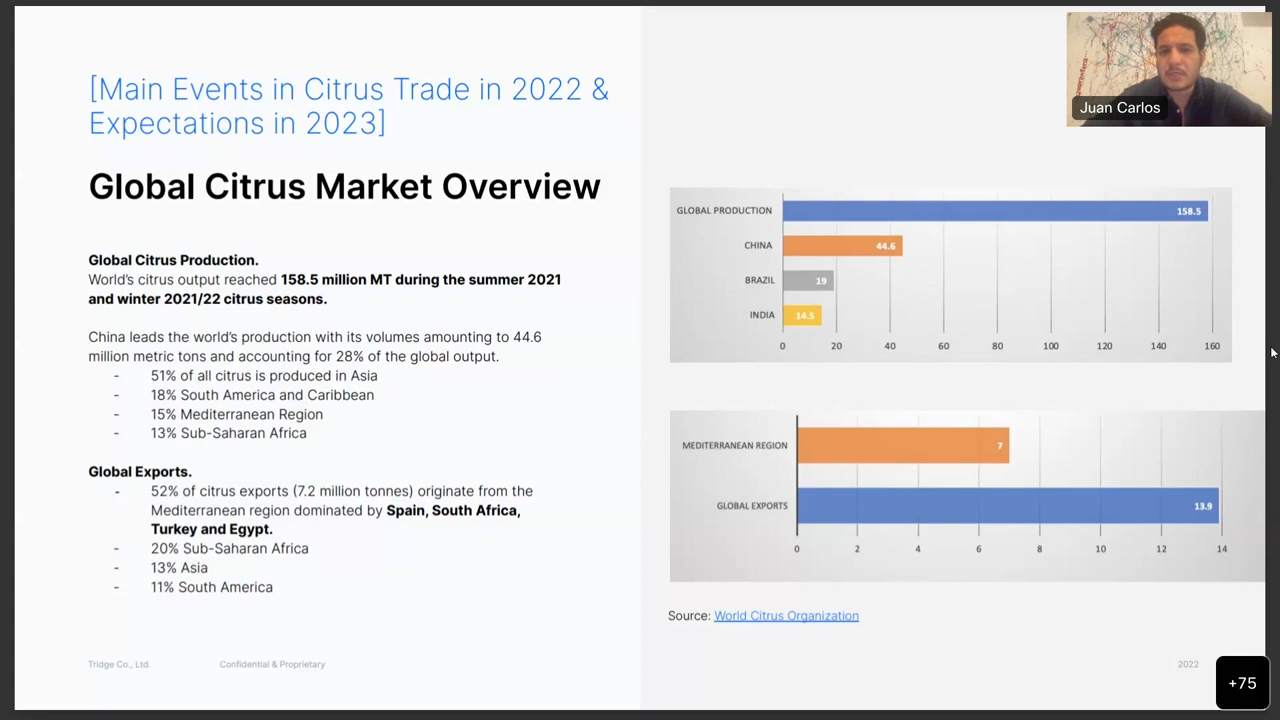 [Main Events in Citrus Trade in 2022 &
Expectations in 2023]
Global Citrus Market Overview
Global Citrus Production.
World's citrus output reached 158.5 million MT during the summer 2021
and winter 2021/22 citrus seasons.
China leads the world's production with its volumes amounting to 44.6
million metric tons and accounting for 28% of the global output.
- 51% of all citrus is produced in Asia
- 18% South America and Caribbean
- 15% Mediterranean Region
- 13% Sub-Saharan Africa
Global Exports.
- 52% of citrus exports (7.2 million tonnes) originate from the
Mediterranean region dominated by Spain, South Africa,
Turkey and Egypt.
- 20% Sub-Saharan Africa
- 13% Asia
- 11% South America
Tridge Co., Ltd. Confidential & Proprietary
Juan Carlos
GLOBAL PRODUCTION 158.5
CHINA 44.6
BRAZIL 19
INDIA 14.5
0 20 40 60 80 100 120 140 160
MEDITERRANEAN REGION 7
GLOBAL EXPORTS 13.9
0 2 4 6 8 10 12 14
Source: World Citrus Organization
2022
+75